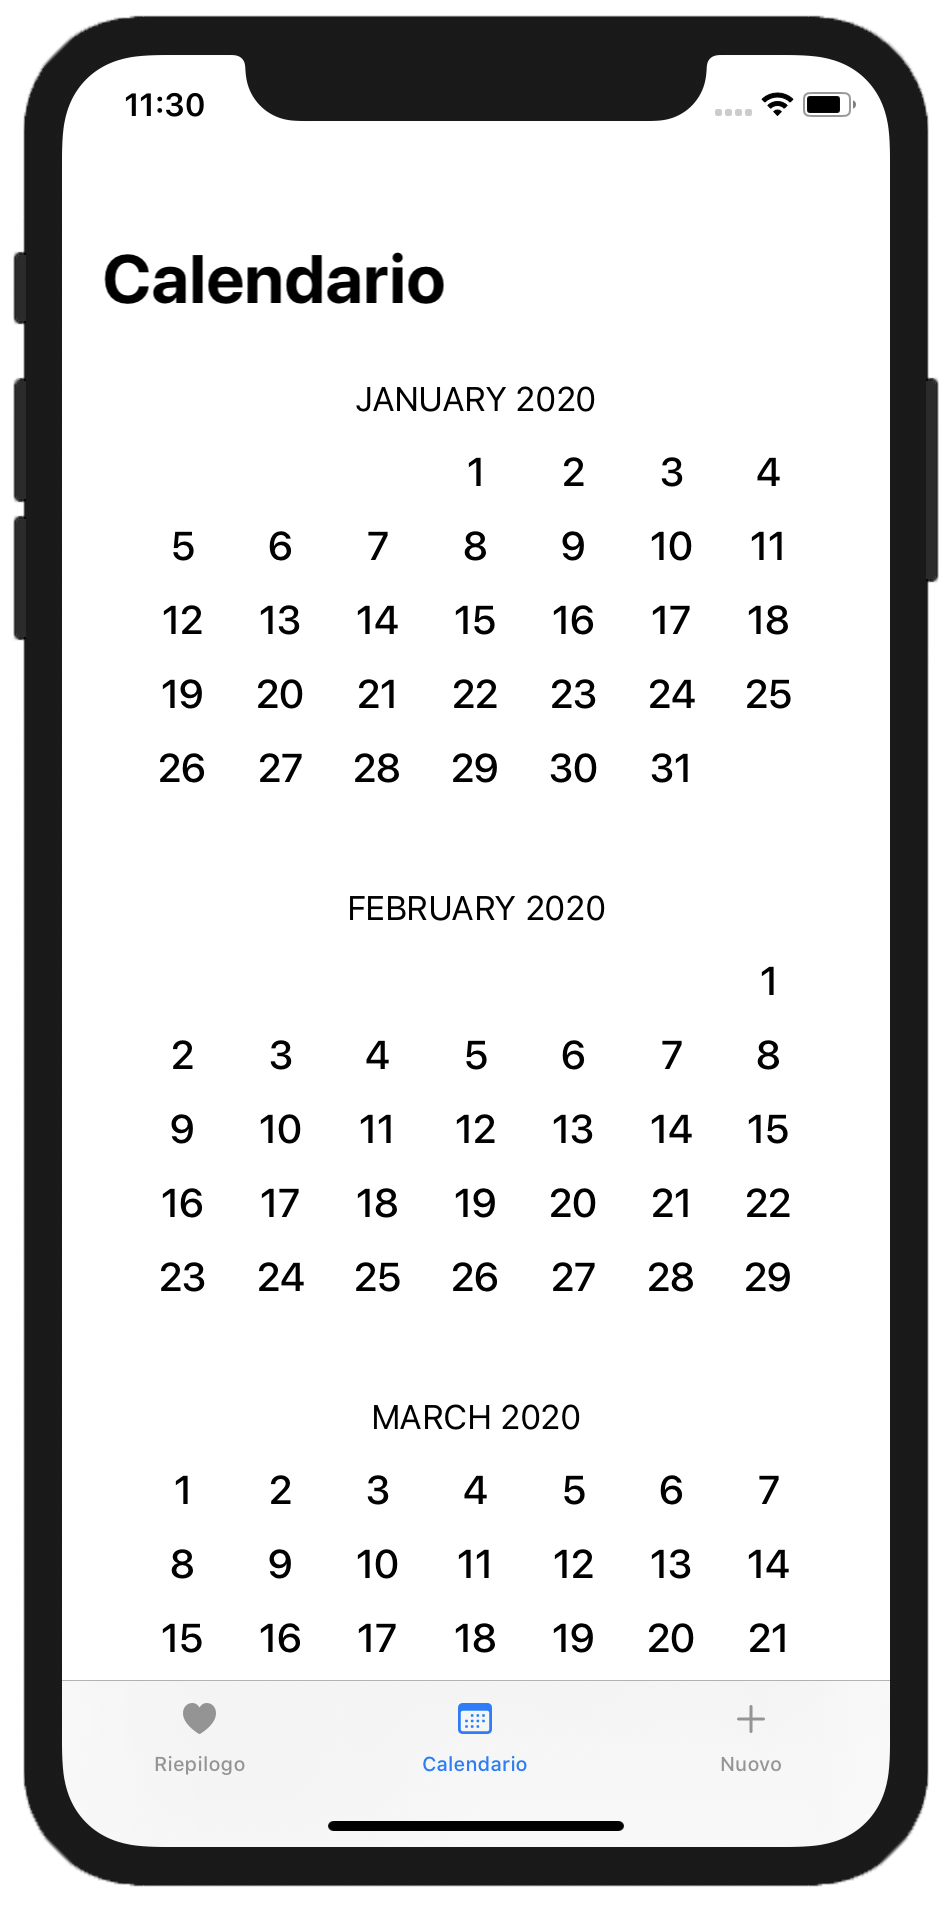 11:30
Calendario
JANUARY 2020
1 2 3 4
5 6 7 8 9 10 11
12 13 14 15 16 17 18
19 20 21 22 23 24 25
26 27 28 29 30 31
FEBRUARY 2020
1
2 3 4 5 6 7 8
9 10 11 12 13 14 15
16 17 18 19 20 21 22
23 24 25 26 27 28 29
MARCH 2020
1 2 3 4 5 6 7
8 9 10 11 12 13 14
15 16 17 18 19 20 21
Riepilogo Calendario Nuovo